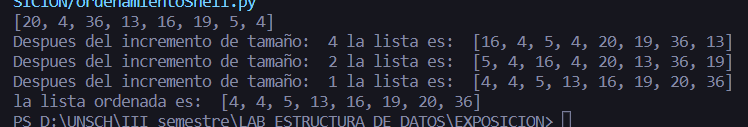 SICION/ordenamientoShell.py
[20, 4, 36, 13, 16, 19, 5, 4]
Despues del incremento de tamaño:  4 la lista es:  [16, 4, 5, 4, 20, 19, 36, 13]
Despues del incremento de tamaño:  2 la lista es:  [5, 4, 16, 4, 20, 13, 36, 19]
Despues del incremento de tamaño:  1 la lista es:  [4, 4, 5, 13, 16, 19, 20, 36]
la lista ordenada es:  [4, 4, 5, 13, 16, 19, 20, 36]
PS D:\UNSCH\III semestre\LAB ESTRUCTURA DE DATOS\EXPOSICION>